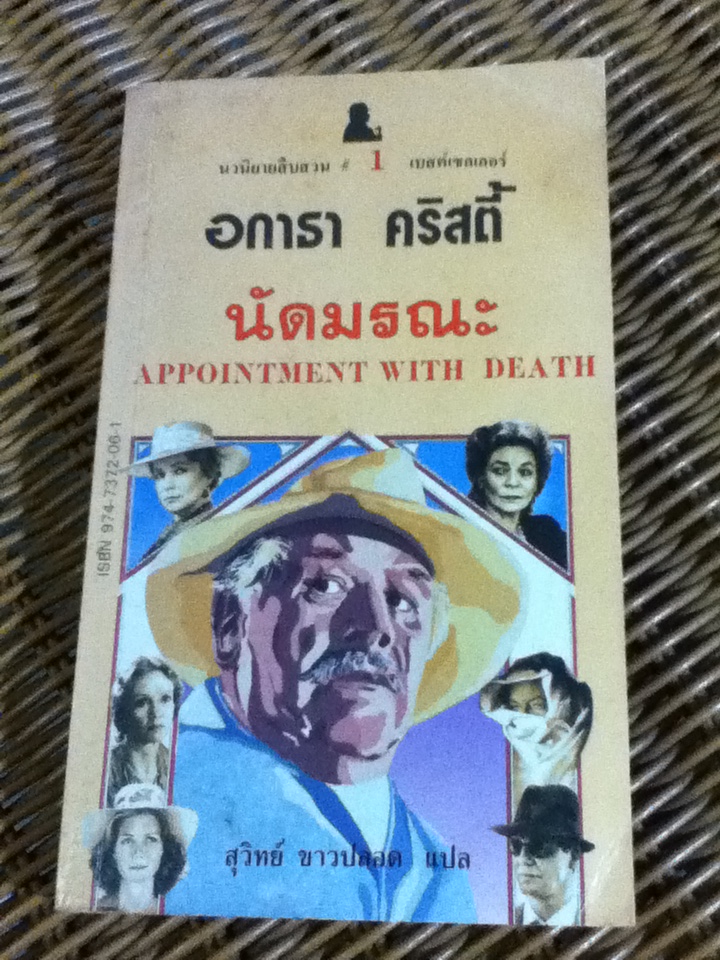 นวนิยายสืบสวน # 1 เบสท์เซลเลอร์
อกาธา คริสตี้
นัดมรณะ
APPOINTMENT WITH DEATH
ISBN 974-7372-06-1
สุวิทย์ ขาวปลอด แปล